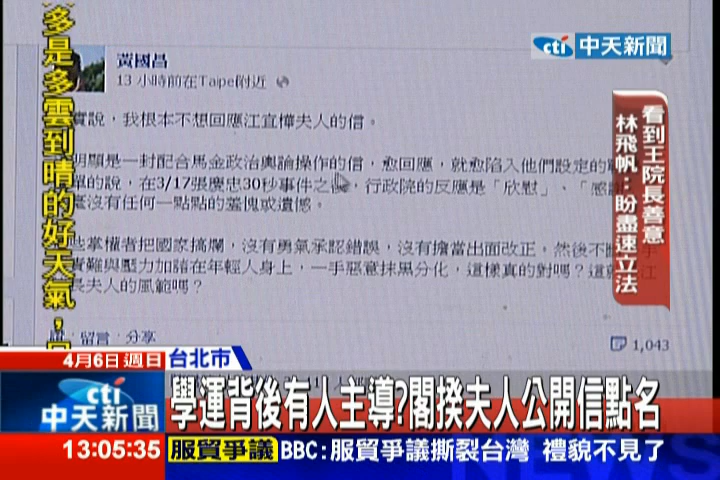 多是多雲到晴的好天氣，
cti 中天新聞
黃國昌
13 小時前在Taipei附近
實說，我根本不想回應江宜樺夫人的信。
明顯是一封配合馬金政治輿論操作的信，愈回應，就愈陷入他們設定的
單的說，在3/17張慶忠30秒事件之後，行政院的反應是「欣慰」、「感
沒有任何一點點的羞愧或遺憾。
些掌權者把國家搞爛，沒有勇氣承認錯誤，沒有擔當出面改正，然後不斷
責難與壓力加諸在年輕人身上，一手惡意抹黑分化，這樣真的對嗎？這就江
長夫人的風範嗎？
讚 留言 分享
1,043
看到王院長善意
林飛帆：盼盡速立法
4月6日週日
台北市
cti
中天新聞
學運背後有人主導?閣揆夫人公開信點名
13:05:35
服貿爭議
BBC:服貿爭議撕裂台灣 禮貌不見了
NEWS